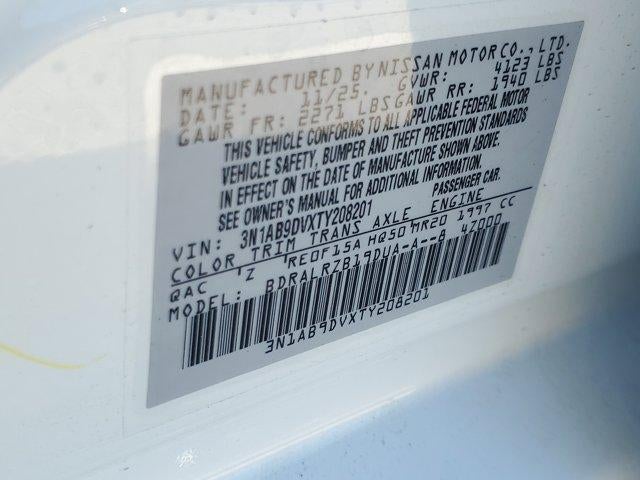 MANUFACTURED BY NISSAN MOTOR CO., LTD.
DATE: 11/25. GVWR: 4123 LBS
GAWR FR: 2271 LBS GAWR RR: 1940 LBS
THIS VEHICLE CONFORMS TO ALL APPLICABLE FEDERAL MOTOR
VEHICLE SAFETY, BUMPER AND THEFT PREVENTION STANDARDS
IN EFFECT ON THE DATE OF MANUFACTURE SHOWN ABOVE.
SEE OWNER'S MANUAL FOR ADDITIONAL INFORMATION.
VIN: 3N1AB9DVXTY208201 PASSENGER CAR.
COLOR TRIM TRANS AXLE ENGINE
QAC 'Z RE0F15A HQ50 MR20 1997 CC
MODEL: BDRALRZB19DUA-A--8 4Z000
3N1AB9DVXTY208201